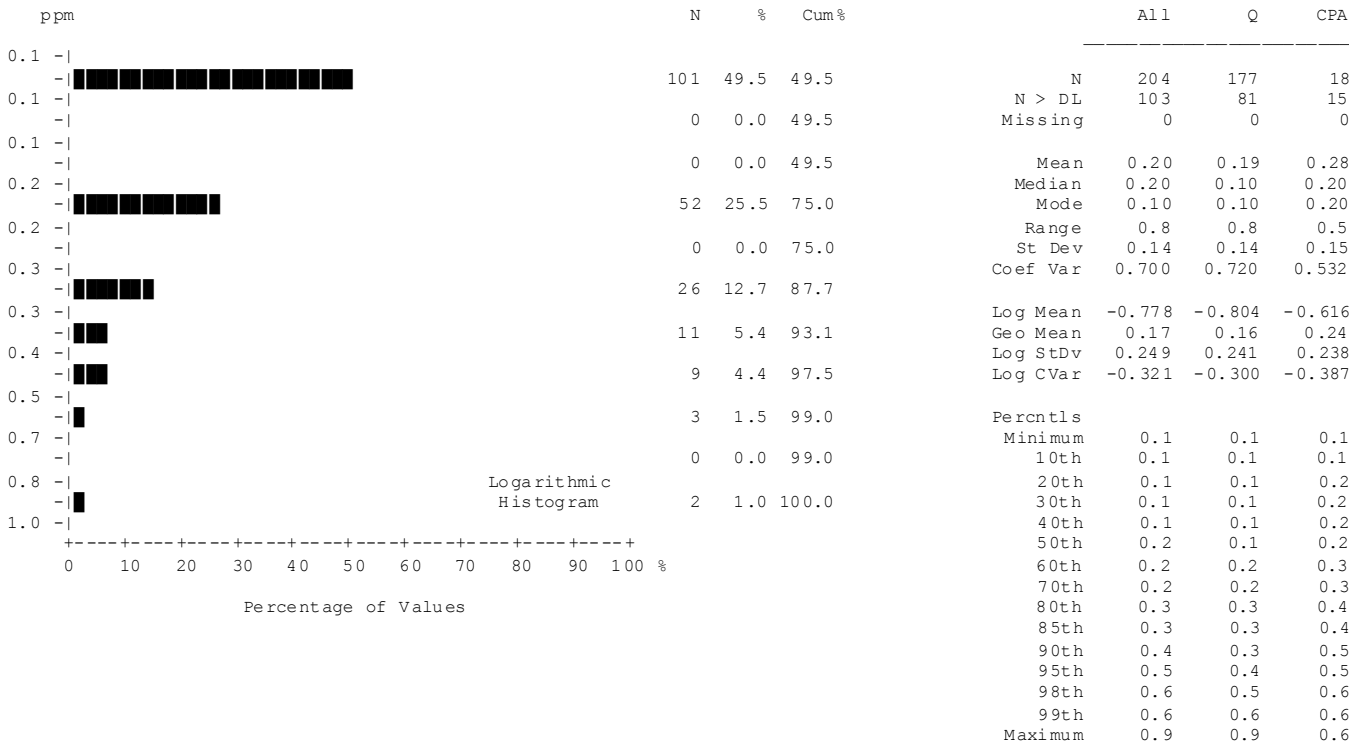 ppm N % Cum% All Q CPA
0.1 -|
-| 101 49.5 49.5 N 204 177 18
0.1 -| N > DL 103 81 15
-| 0 0.0 49.5 Missing 0 0 0
0.1 -|
-| 0 0.0 49.5 Mean 0.20 0.19 0.28
0.2 -| Median 0.20 0.10 0.20
-| 52 25.5 75.0 Mode 0.10 0.10 0.20
0.2 -| Range 0.8 0.8 0.5
-| 0 0.0 75.0 St Dev 0.14 0.14 0.15
0.3 -| Coef Var 0.700 0.720 0.532
-| 26 12.7 87.7
0.3 -| Log Mean -0.778 -0.804 -0.616
-| 11 5.4 93.1 Geo Mean 0.17 0.16 0.24
0.4 -| Log StDv 0.249 0.241 0.238
-| 9 4.4 97.5 Log CVar -0.321 -0.300 -0.387
0.5 -|
-| 3 1.5 99.0 Percntls
0.7 -| Minimum 0.1 0.1 0.1
-| 0 0.0 99.0 10th 0.1 0.1 0.1
0.8 -| Logarithmic 20th 0.1 0.1 0.2
-| Histogram 2 1.0 100.0 30th 0.1 0.1 0.2
1.0 -| 40th 0.1 0.1 0.2
+----+----+----+----+----+----+----+----+----+----+ 50th 0.2 0.1 0.2
0 10 20 30 40 50 60 70 80 90 100 % 60th 0.2 0.2 0.3
70th 0.2 0.2 0.3
Percentage of Values 80th 0.3 0.3 0.4
85th 0.3 0.3 0.4
90th 0.4 0.3 0.5
95th 0.5 0.4 0.5
98th 0.6 0.5 0.6
99th 0.6 0.6 0.6
Maximum 0.9 0.9 0.6